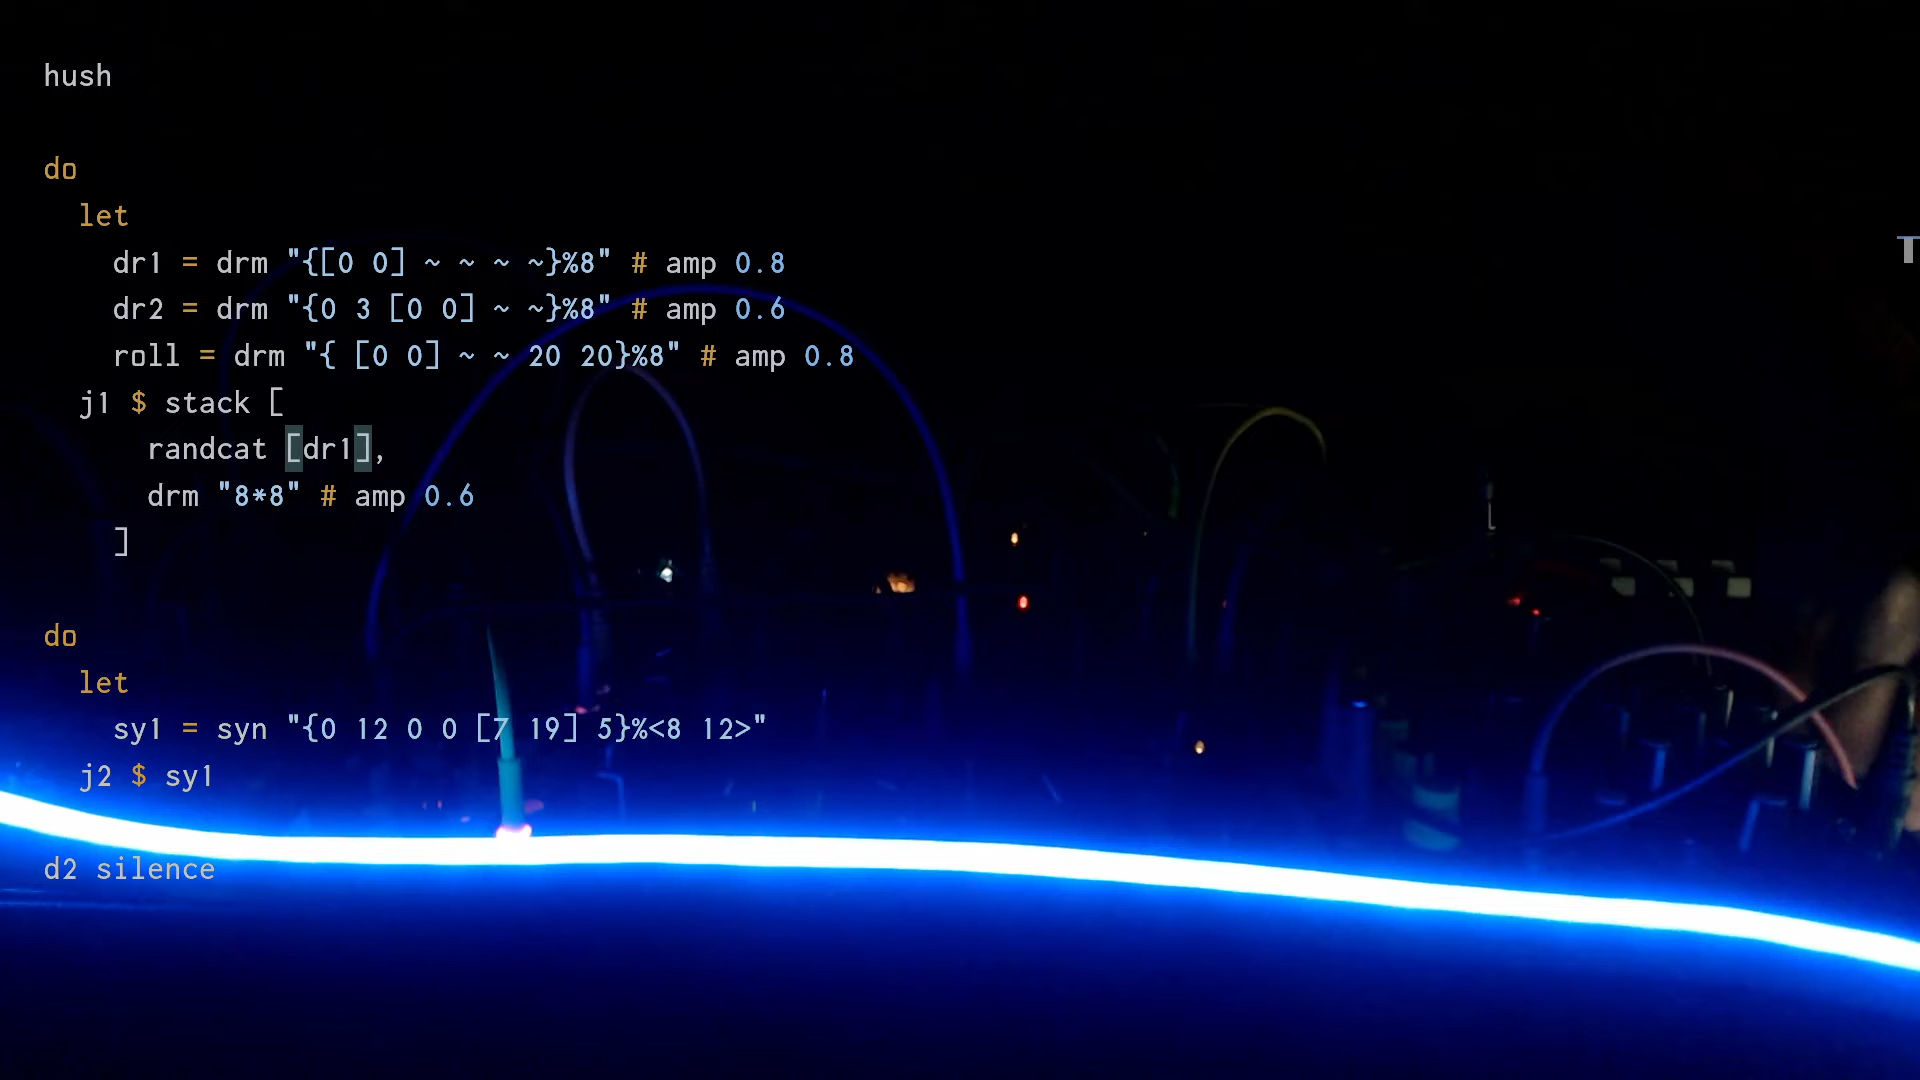 hush
do
let
dr1 = drm "{[0 0] ~ ~ ~ ~}%8" # amp 0.8
dr2 = drm "{0 3 [0 0] ~ ~}%8" # amp 0.6
roll = drm "{ [0 0] ~ ~ 20 20}%8" # amp 0.8
j1 $ stack [
randcat [dr1],
drm "8*8" # amp 0.6
]
do
let
sy1 = syn "{0 12 0 0 [7 19] 5}%<8 12>"
j2 $ sy1
d2 silence